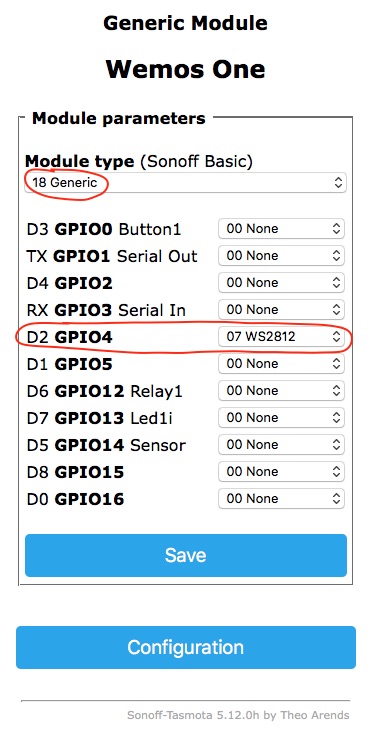 Generic Module
Wemos One
Module parameters
Module type (Sonoff Basic)
18 Generic
D3 GPIO0 Button1 00 None
TX GPIO1 Serial Out 00 None
D4 GPIO2 00 None
RX GPIO3 Serial In 00 None
D2 GPIO4 07 WS2812
D1 GPIO5 00 None
D6 GPIO12 Relay1 00 None
D7 GPIO13 Led1i 00 None
D5 GPIO14 Sensor 00 None
D8 GPIO15 00 None
D0 GPIO16 00 None
Save
Configuration
Sonoff-Tasmota 5.12.0h by Theo Arends